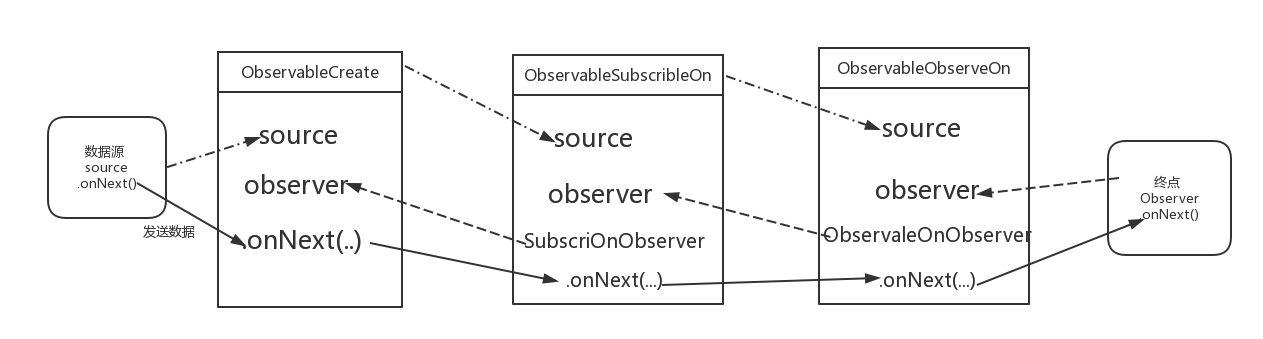 数据源
source
.onNext()
发送数据
ObservableCreate
source
observer
.onNext(..)
ObservableSubscribleOn
source
observer
SubscriOnObserver
.onNext(...)
ObservableObserveOn
source
observer
ObservaleOnObserver
.onNext(...)
终点
Observer
onNext()